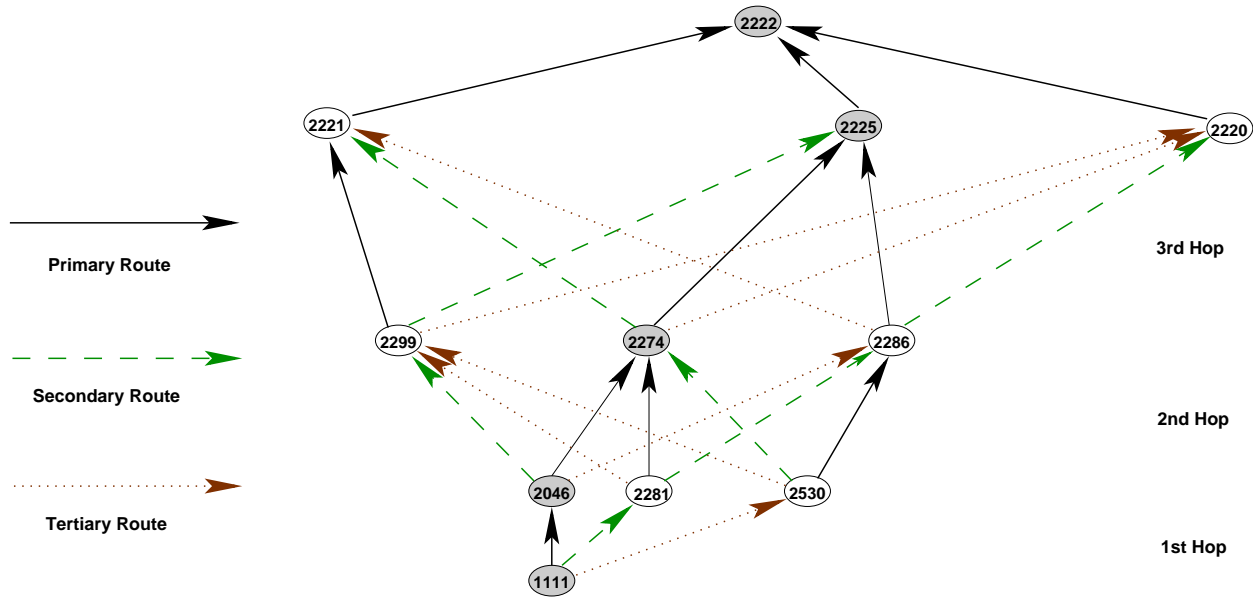 2222
2221
2225
2220
Primary Route
3rd Hop
2299
2274
2286
Secondary Route
2nd Hop
2046
2281
2530
Tertiary Route
1st Hop
1111